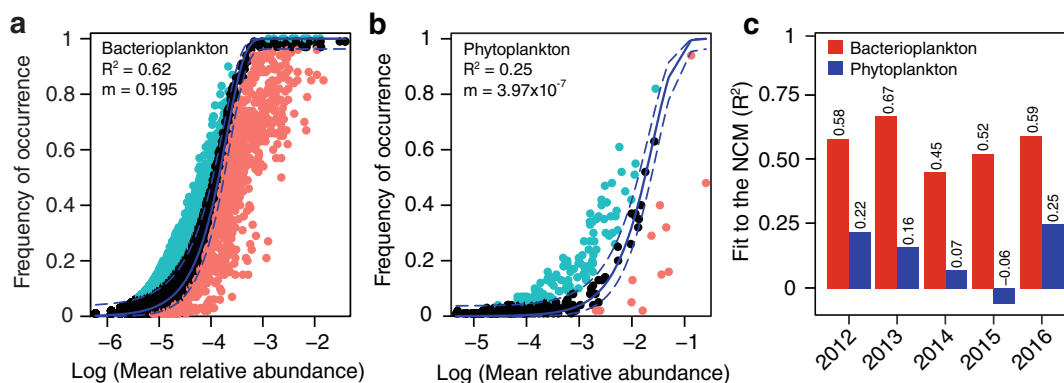 a
Bacterioplankton
R² = 0.62
m = 0.195
Frequency of occurrence
1
0.8
0.6
0.4
0.2
0
−6 −5 −4 −3 −2
Log (Mean relative abundance)
b
Phytoplankton
R² = 0.25
m = 3.97x10⁻⁷
Frequency of occurrence
1
0.8
0.6
0.4
0.2
0
−5 −4 −3 −2 −1
Log (Mean relative abundance)
c
Bacterioplankton
Phytoplankton
Fit to the NCM (R²)
1
0.75
0.50
0.25
0
0.58 0.22 0.67 0.16 0.45 0.07 0.52 −0.06 0.59 0.25
2012 2013 2014 2015 2016